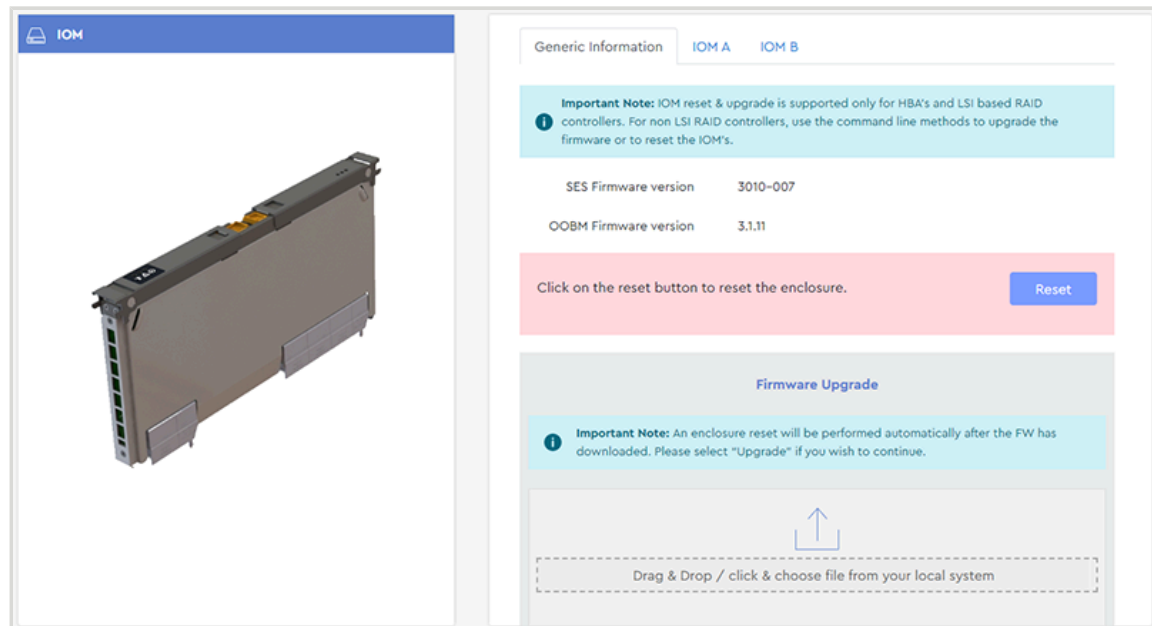 IOM
Generic Information IOM A IOM B
Important Note: IOM reset & upgrade is supported only for HBA's and LSI based RAID
controllers. For non LSI RAID controllers, use the command line methods to upgrade the
firmware or to reset the IOM's.
SES Firmware version 3010-007
OOBM Firmware version 3.1.11
Click on the reset button to reset the enclosure. Reset
Firmware Upgrade
Important Note: An enclosure reset will be performed automatically after the FW has
downloaded. Please select "Upgrade" if you wish to continue.
Drag & Drop / click & choose file from your local system